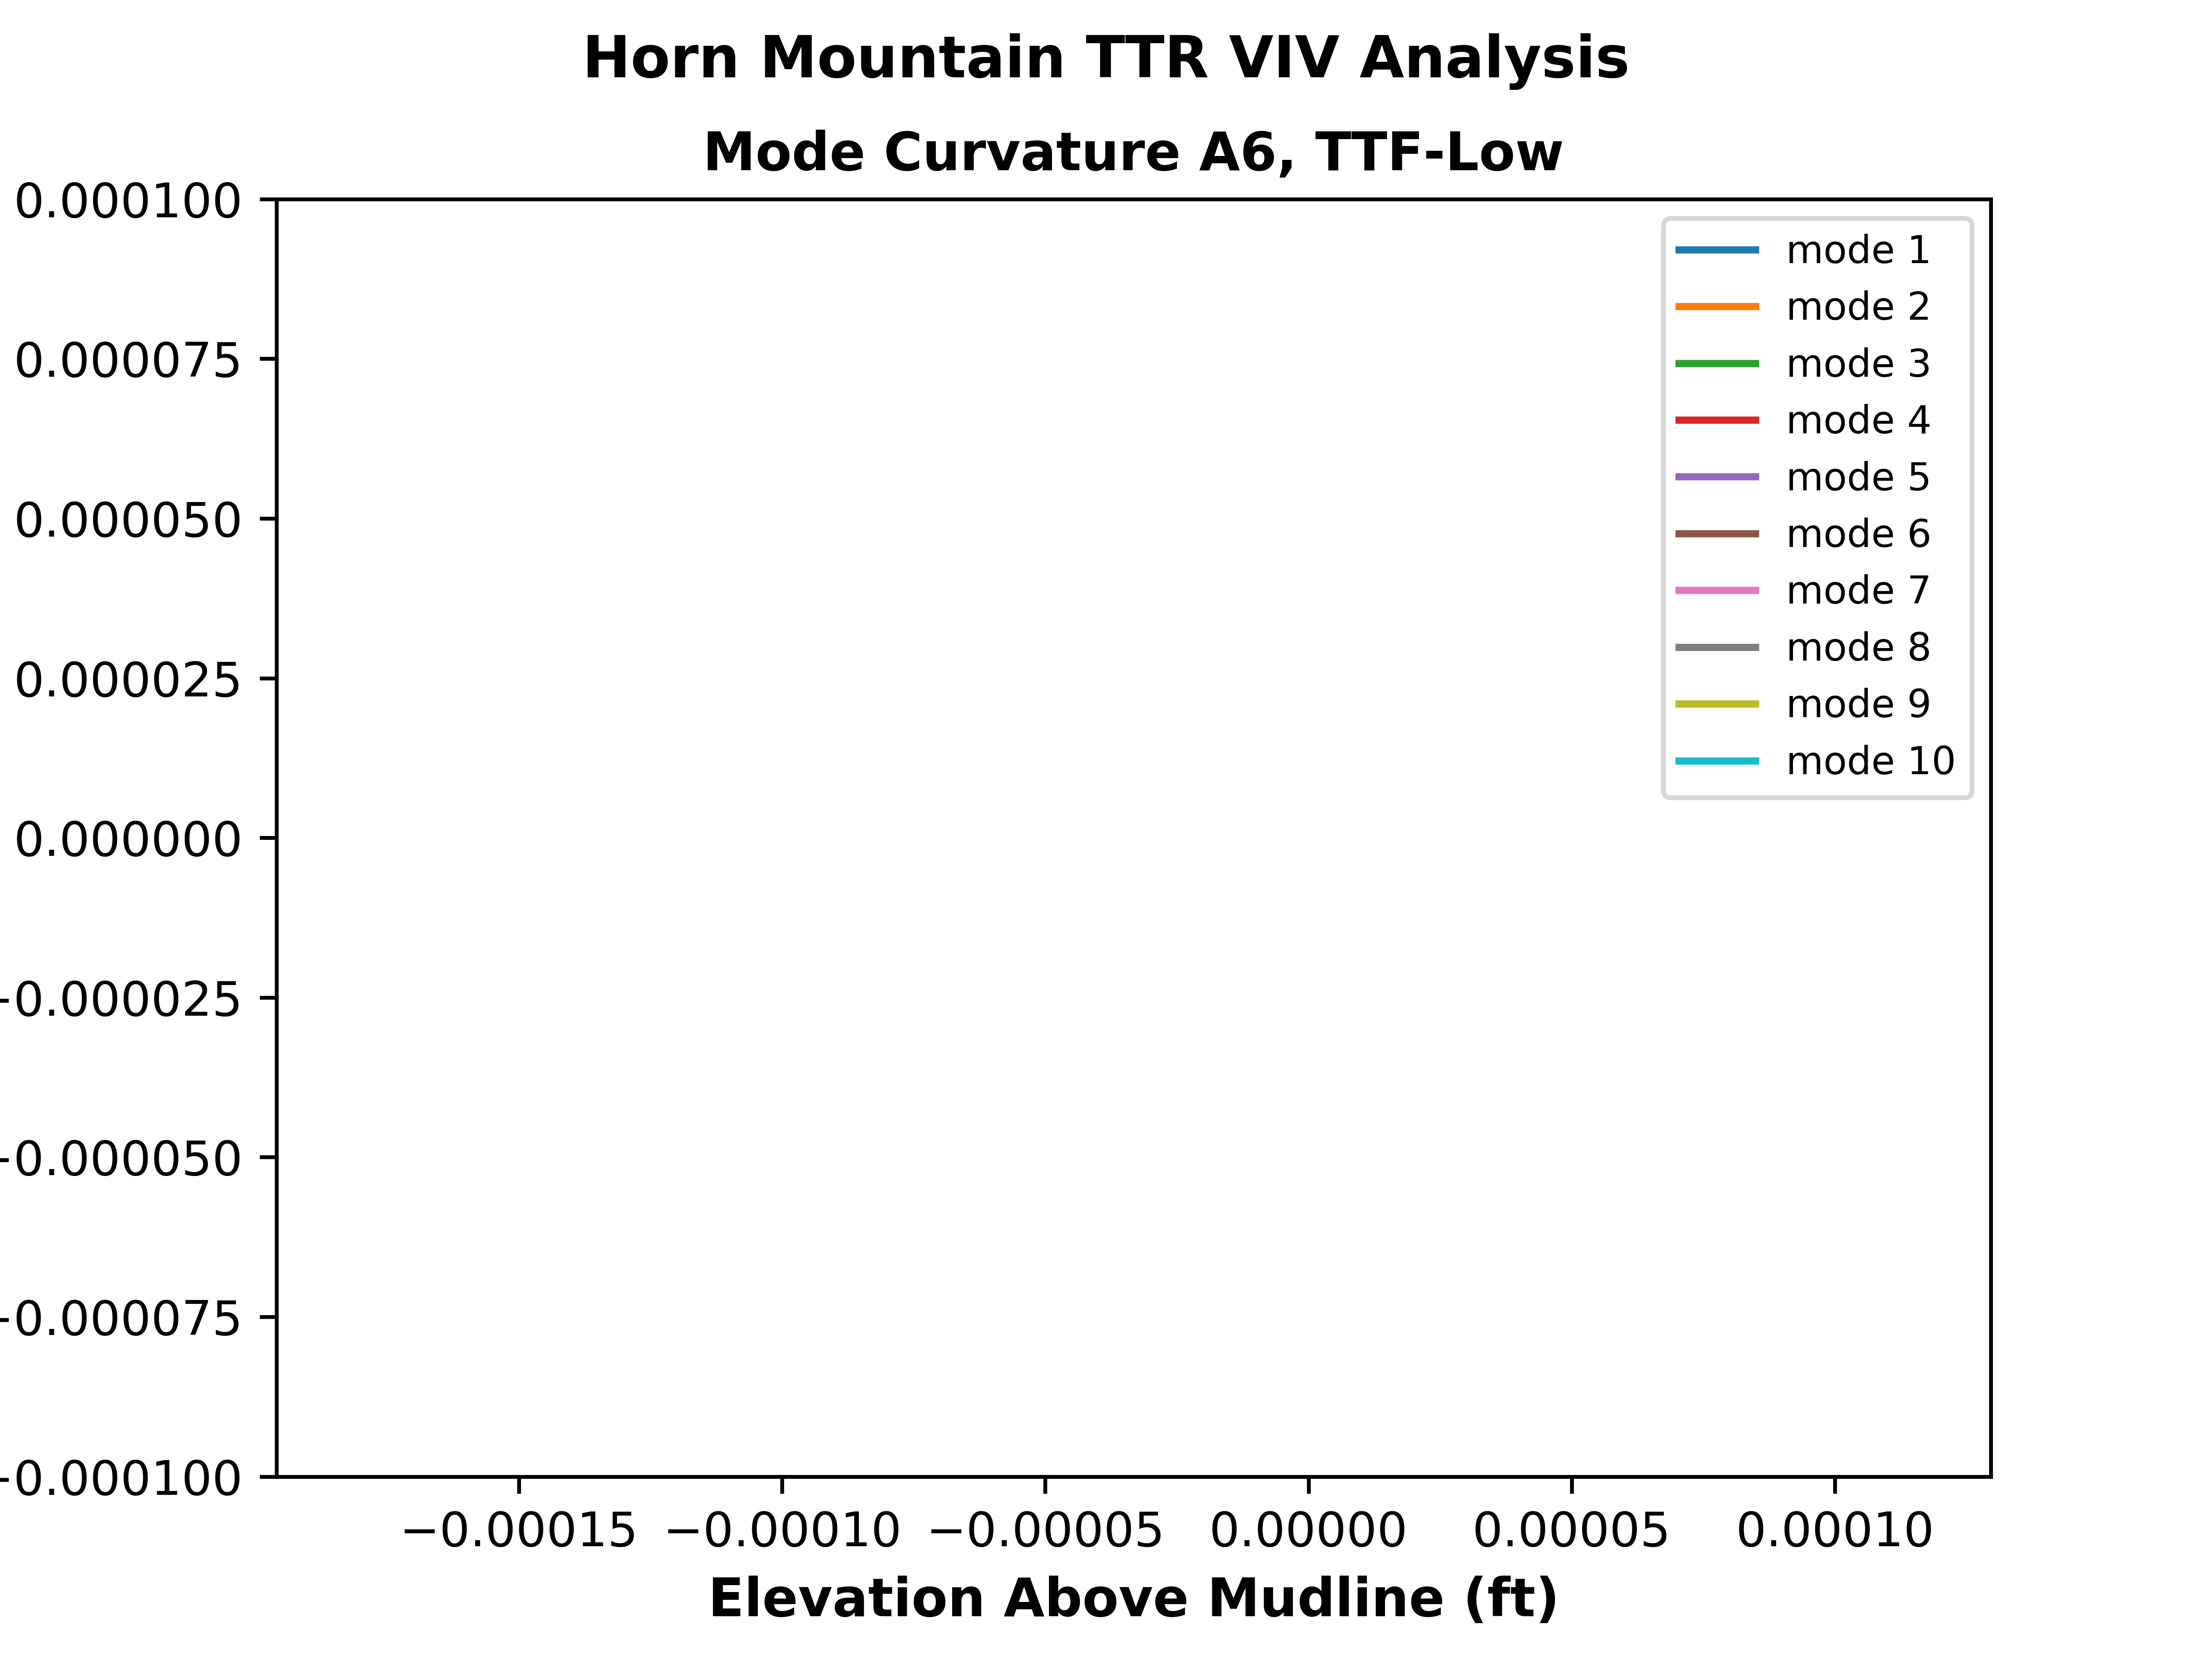 Horn Mountain TTR VIV Analysis
Mode Curvature A6, TTF-Low
0.000100
0.000075
0.000050
0.000025
0.000000
-0.000025
-0.000050
-0.000075
-0.000100
mode 1
mode 2
mode 3
mode 4
mode 5
mode 6
mode 7
mode 8
mode 9
mode 10
−0.00015 −0.00010 −0.00005 0.00000 0.00005 0.00010
Elevation Above Mudline (ft)